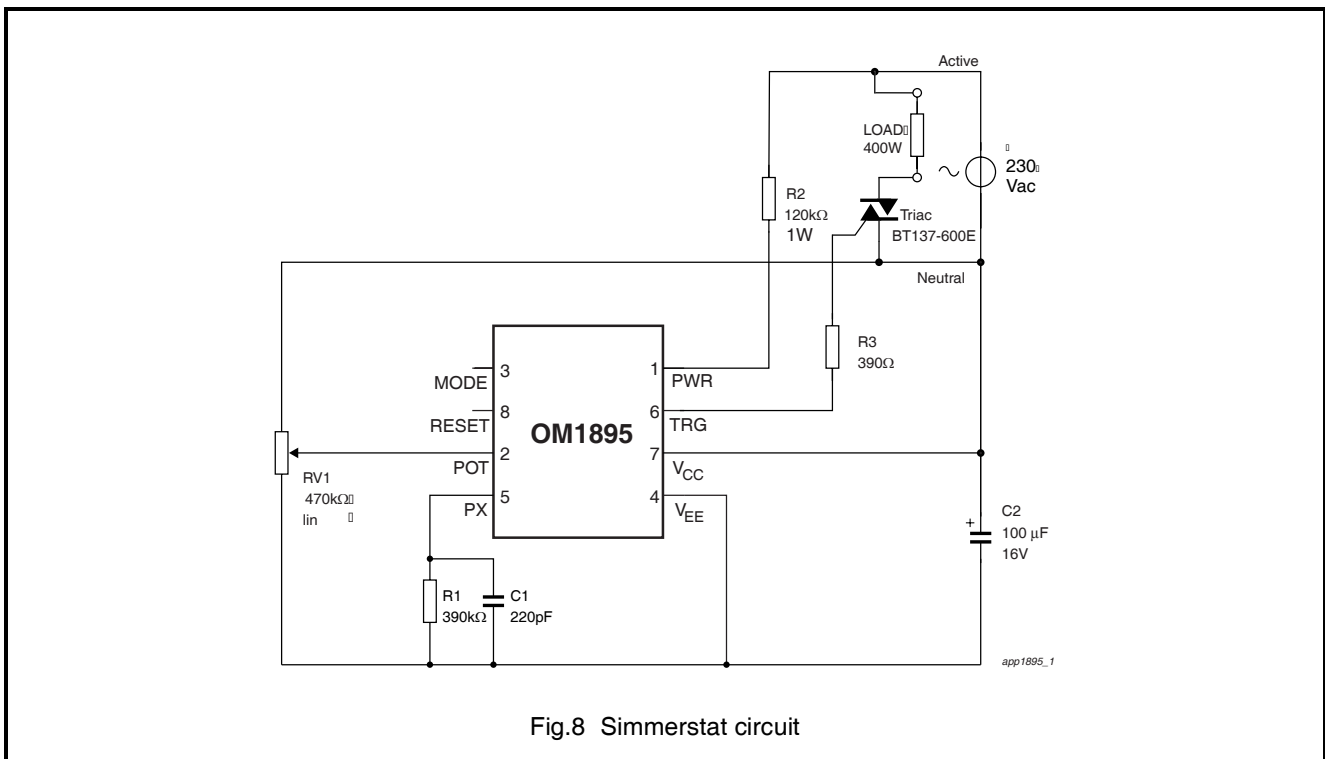 Active
LOAD
400W
230
Vac
R2
120kΩ
1W
Triac
BT137-600E
Neutral
R3
390Ω
3
MODE
8
RESET
2
POT
5
PX
OM1895
1
PWR
6
TRG
7
VCC
4
VEE
RV1
470kΩ
lin
R1
390kΩ
C1
220pF
+
C2
100 µF
16V
app1895_1
Fig.8 Simmerstat circuit